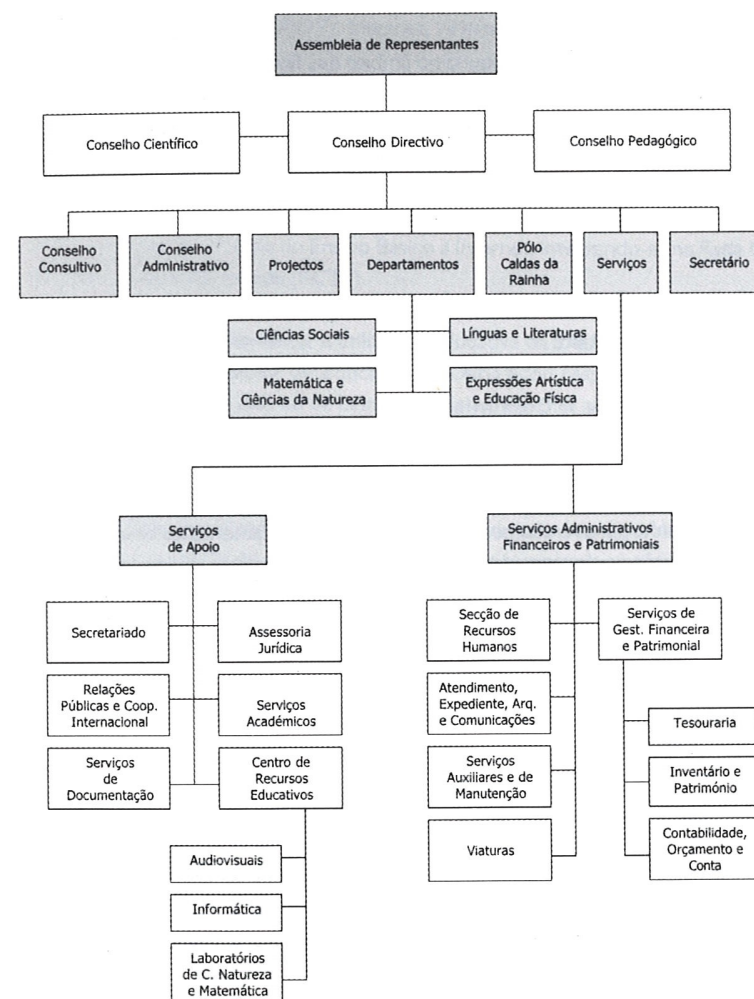 Assembleia de Representantes
Conselho Científico
Conselho Directivo
Conselho Pedagógico
Conselho
Consultivo
Conselho
Administrativo
Projectos
Departamentos
Pólo
Caldas da
Rainha
Serviços
Secretário
Ciências Sociais
Línguas e Literaturas
Matemática e
Ciências da Natureza
Expressões Artística
e Educação Física
Serviços
de Apoio
Serviços Administrativos
Financeiros e Patrimoniais
Secretariado
Assessoria
Jurídica
Relações
Públicas e Coop.
Internacional
Serviços
Académicos
Serviços
de
Documentação
Centro de
Recursos
Educativos
Audiovisuais
Informática
Laboratórios
de C. Natureza
e Matemática
Secção de
Recursos
Humanos
Serviços de
Gest. Financeira
e Patrimonial
Atendimento,
Expediente, Arq.
e Comunicações
Serviços
Auxiliares e de
Manutenção
Viaturas
Tesouraria
Inventário e
Património
Contabilidade,
Orçamento e
Conta